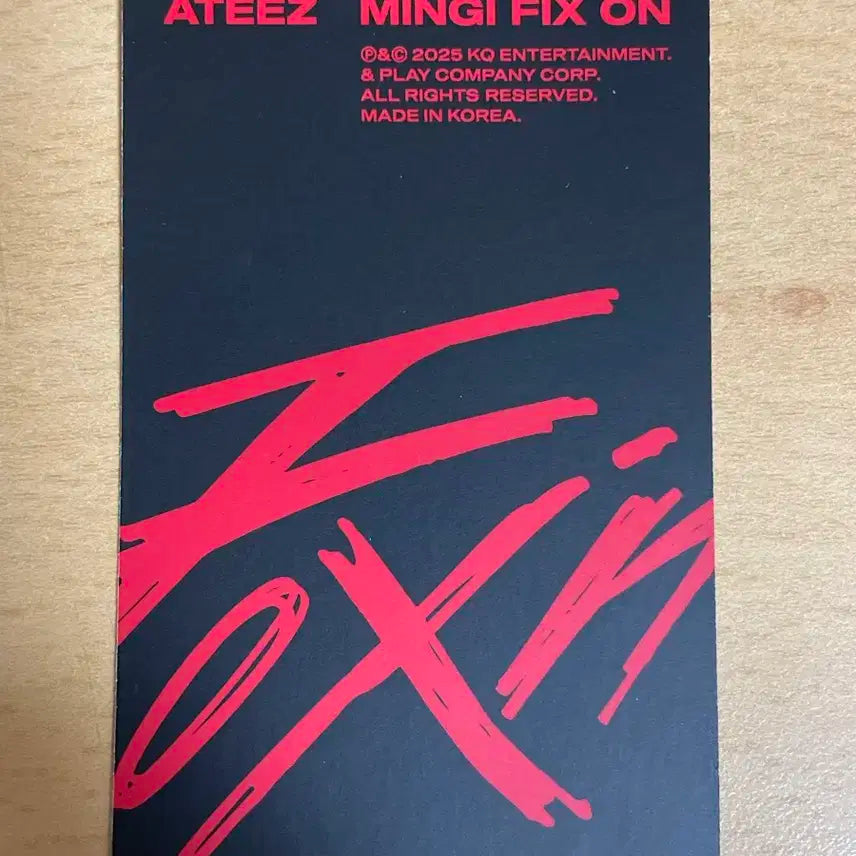 ATEEZ MINGI FIX ON
℗&© 2025 KQ ENTERTAINMENT.
& PLAY COMPANY CORP.
ALL RIGHTS RESERVED.
MADE IN KOREA.